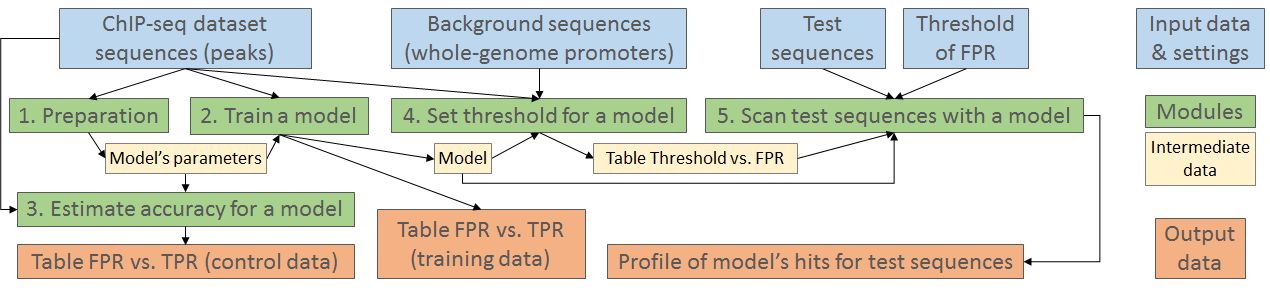 ChIP-seq dataset
sequences (peaks)
Background sequences
(whole-genome promoters)
Test
sequences
Threshold
of FPR
Input data
& settings
1. Preparation
2. Train a model
4. Set threshold for a model
5. Scan test sequences with a model
Modules
Model's parameters
Model
Table Threshold vs. FPR
Intermediate
data
3. Estimate accuracy for a model
Table FPR vs. TPR
(training data)
Table FPR vs. TPR (control data)
Profile of model's hits for test sequences
Output
data